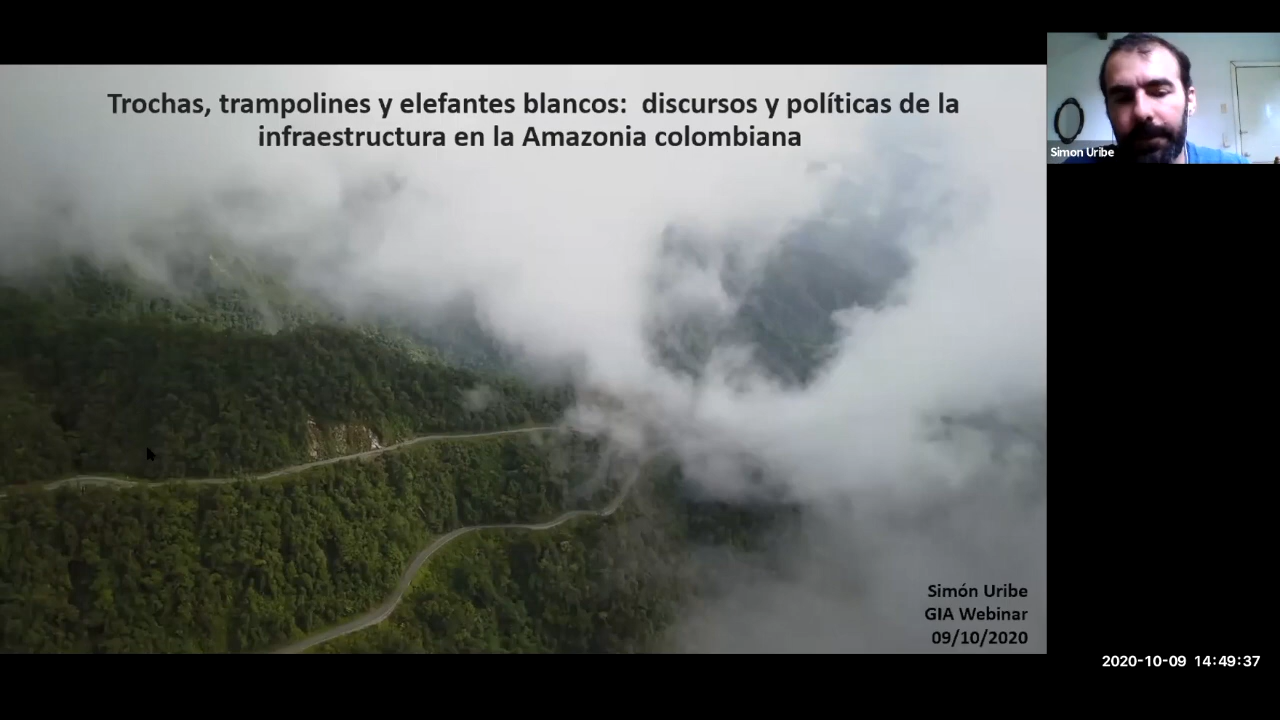 Trochas, trampolines y elefantes blancos:  discursos y políticas de la
infraestructura en la Amazonia colombiana
Simon Uribe
Simón Uribe
GIA Webinar
09/10/2020
2020-10-09 14:49:37